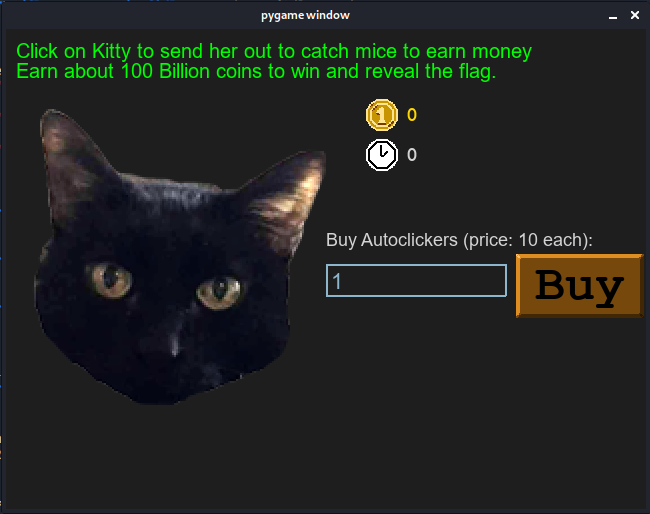 pygame window
Click on Kitty to send her out to catch mice to earn money
Earn about 100 Billion coins to win and reveal the flag.
1 0
0
Buy Autoclickers (price: 10 each):
1 Buy